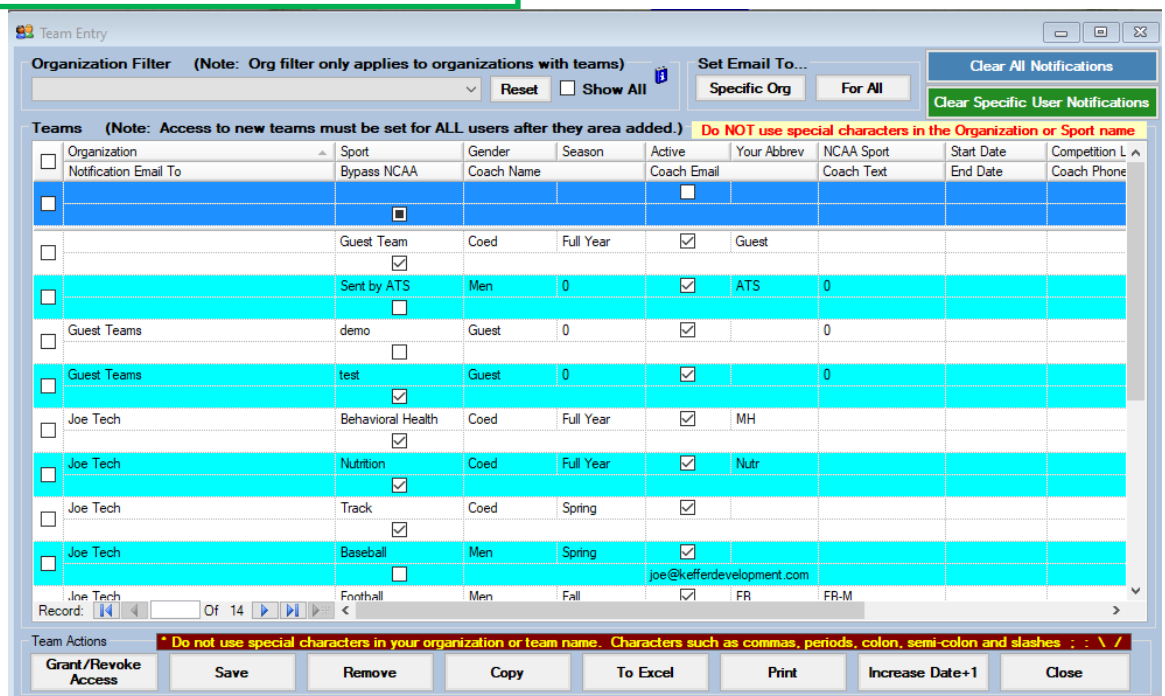 Team Entry
Organization Filter (Note: Org filter only applies to organizations with teams)
Reset
Show All
Set Email To...
Specific Org
For All
Clear All Notifications
Clear Specific User Notifications
Teams (Note: Access to new teams must be set for ALL users after they area added.)
Do NOT use special characters in the Organization or Sport name
Organization Sport Gender Season Active Your Abbrev NCAA Sport Start Date Competition L
Notification Email To Bypass NCAA Coach Name Coach Email Coach Text End Date Coach Phone
Guest Team Coed Full Year Guest
Sent by ATS Men 0 ATS 0
Guest Teams demo Guest 0 0
Guest Teams test Guest 0 0
Joe Tech Behavioral Health Coed Full Year MH
Joe Tech Nutrition Coed Full Year Nutr
Joe Tech Track Coed Spring
Joe Tech Baseball Men Spring
joe@kefferdevelopment.com
Joe Tech Football Men Fall FB FB-M
Record: Of 14
Team Actions
* Do not use special characters in your organization or team name. Characters such as commas, periods, colon, semi-colon and slashes ; : \ /
Grant/Revoke Access
Save
Remove
Copy
To Excel
Print
Increase Date+1
Close